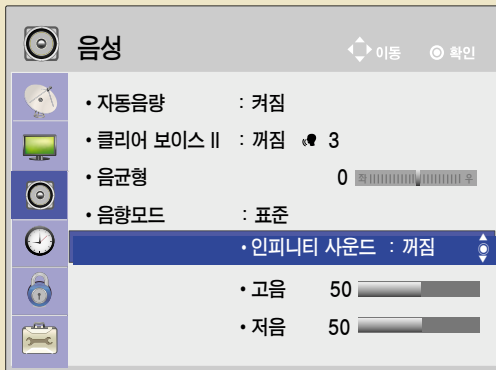 음성 이동 확인
• 자동음량 : 켜짐
• 클리어 보이스 II : 꺼짐 3
• 음균형 0 좌 우
• 음향모드 : 표준
• 인피니티 사운드 : 꺼짐
• 고음 50
• 저음 50